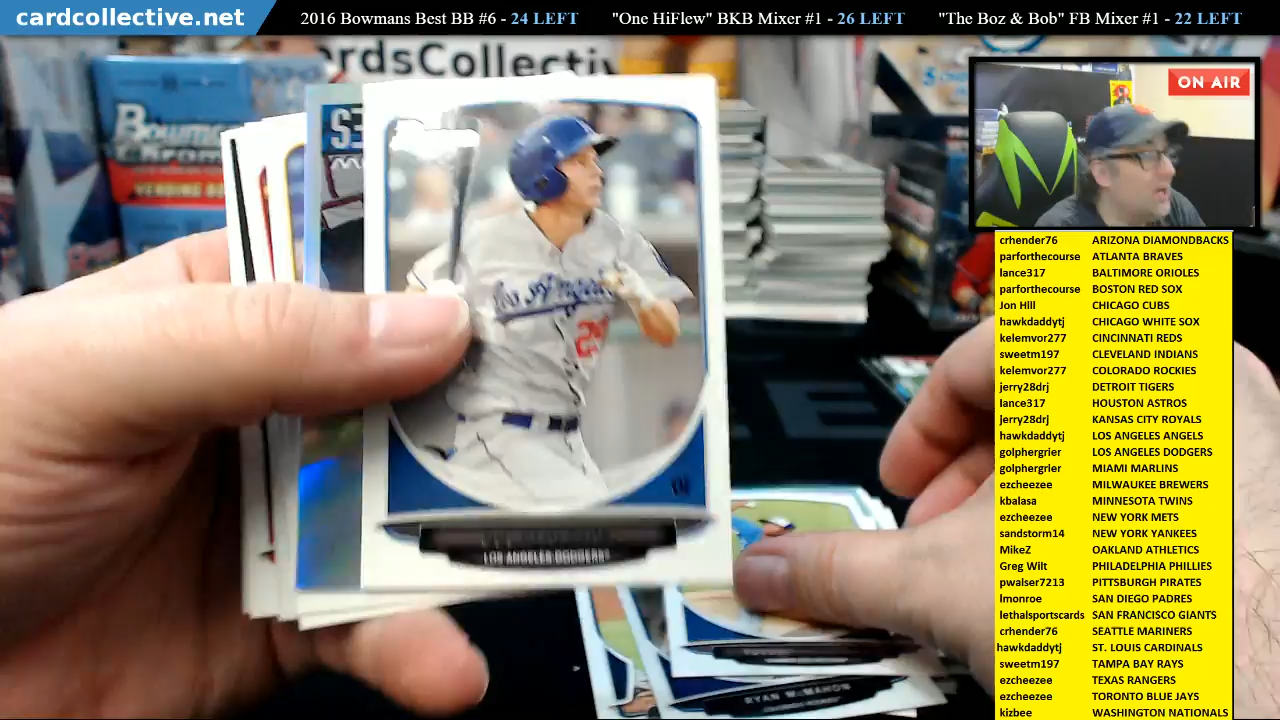 cardcollective.net
2016 Bowmans Best BB #6 - 24 LEFT "One HiFlew" BKB Mixer #1 - 26 LEFT "The Boz & Bob" FB Mixer #1 - 22 LEFT
rdsCollectiv
ON AIR
Bowma
Chrom
VENDING BO
Los Angeles
LOS ANGELES DODGERS
RYAN McMAHON
crhender76 ARIZONA DIAMONDBACKS
parforthecourse ATLANTA BRAVES
lance317 BALTIMORE ORIOLES
parforthecourse BOSTON RED SOX
Jon Hill CHICAGO CUBS
hawkdaddytj CHICAGO WHITE SOX
kelemvor277 CINCINNATI REDS
sweetm197 CLEVELAND INDIANS
kelemvor277 COLORADO ROCKIES
jerry28drj DETROIT TIGERS
lance317 HOUSTON ASTROS
jerry28drj KANSAS CITY ROYALS
hawkdaddytj LOS ANGELES ANGELS
golphergrier LOS ANGELES DODGERS
golphergrier MIAMI MARLINS
ezcheezee MILWAUKEE BREWERS
kbalasa MINNESOTA TWINS
ezcheezee NEW YORK METS
sandstorm14 NEW YORK YANKEES
MikeZ OAKLAND ATHLETICS
Greg Wilt PHILADELPHIA PHILLIES
pwalser7213 PITTSBURGH PIRATES
lmonroe SAN DIEGO PADRES
lethalsportscards SAN FRANCISCO GIANTS
crhender76 SEATTLE MARINERS
hawkdaddytj ST. LOUIS CARDINALS
sweetm197 TAMPA BAY RAYS
ezcheezee TEXAS RANGERS
ezcheezee TORONTO BLUE JAYS
kizbee WASHINGTON NATIONALS